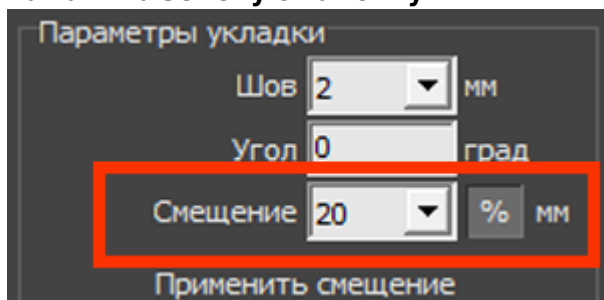 Параметры укладки
Шов 2 мм
Угол 0 град
Смещение 20 % мм
Применить смещение